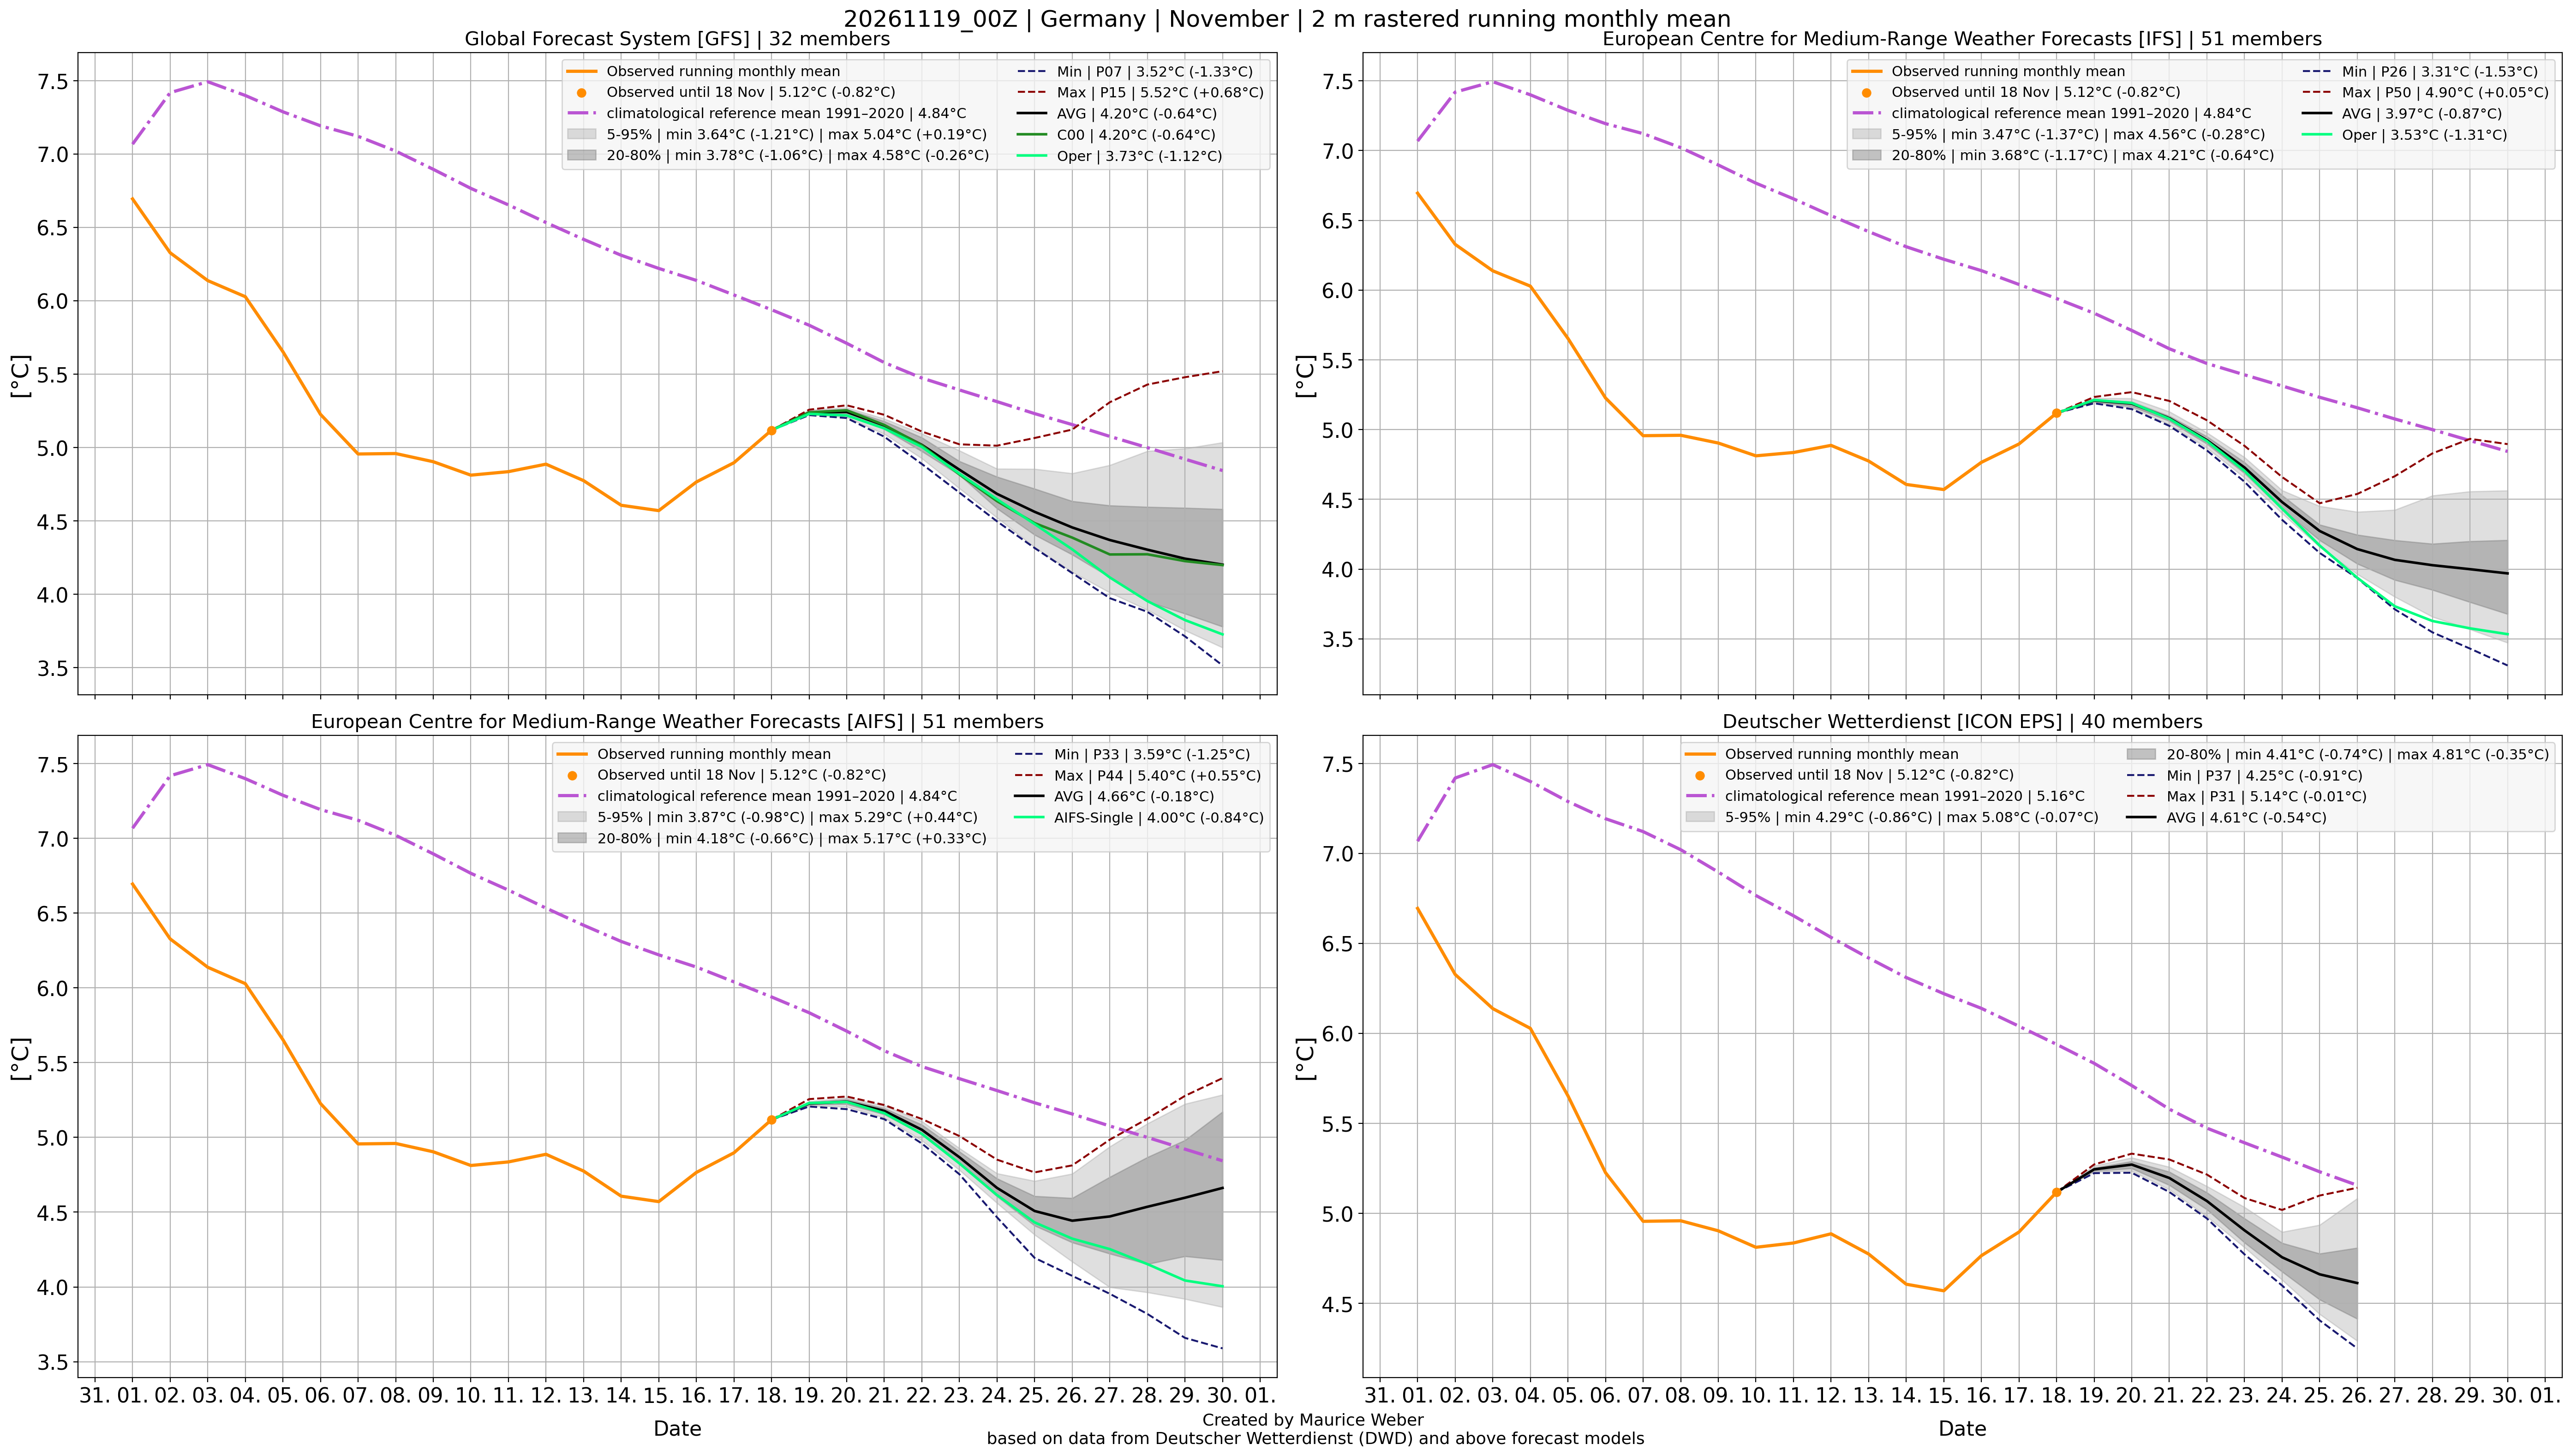 20261119_00Z | Germany | November | 2 m rastered running monthly mean
Global Forecast System [GFS] | 32 members
Observed running monthly mean
Observed until 18 Nov | 5.12°C (-0.82°C)
climatological reference mean 1991–2020 | 4.84°C
5-95% | min 3.64°C (-1.21°C) | max 5.04°C (+0.19°C)
20-80% | min 3.78°C (-1.06°C) | max 4.58°C (-0.26°C)
Min | P07 | 3.52°C (-1.33°C)
Max | P15 | 5.52°C (+0.68°C)
AVG | 4.20°C (-0.64°C)
C00 | 4.20°C (-0.64°C)
Oper | 3.73°C (-1.12°C)
7.5
7.0
6.5
6.0
5.5
5.0
4.5
4.0
3.5
[°C]
European Centre for Medium-Range Weather Forecasts [IFS] | 51 members
Observed running monthly mean
Observed until 18 Nov | 5.12°C (-0.82°C)
climatological reference mean 1991–2020 | 4.84°C
5-95% | min 3.47°C (-1.37°C) | max 4.56°C (-0.28°C)
20-80% | min 3.68°C (-1.17°C) | max 4.21°C (-0.64°C)
Min | P26 | 3.31°C (-1.53°C)
Max | P50 | 4.90°C (+0.05°C)
AVG | 3.97°C (-0.87°C)
Oper | 3.53°C (-1.31°C)
7.5
7.0
6.5
6.0
5.5
5.0
4.5
4.0
3.5
[°C]
European Centre for Medium-Range Weather Forecasts [AIFS] | 51 members
Observed running monthly mean
Observed until 18 Nov | 5.12°C (-0.82°C)
climatological reference mean 1991–2020 | 4.84°C
5-95% | min 3.87°C (-0.98°C) | max 5.29°C (+0.44°C)
20-80% | min 4.18°C (-0.66°C) | max 5.17°C (+0.33°C)
Min | P33 | 3.59°C (-1.25°C)
Max | P44 | 5.40°C (+0.55°C)
AVG | 4.66°C (-0.18°C)
AIFS-Single | 4.00°C (-0.84°C)
7.5
7.0
6.5
6.0
5.5
5.0
4.5
4.0
3.5
[°C]
31. 01. 02. 03. 04. 05. 06. 07. 08. 09. 10. 11. 12. 13. 14. 15. 16. 17. 18. 19. 20. 21. 22. 23. 24. 25. 26. 27. 28. 29. 30. 01.
Date
Deutscher Wetterdienst [ICON EPS] | 40 members
Observed running monthly mean
Observed until 18 Nov | 5.12°C (-0.82°C)
climatological reference mean 1991–2020 | 5.16°C
5-95% | min 4.29°C (-0.86°C) | max 5.08°C (-0.07°C)
20-80% | min 4.41°C (-0.74°C) | max 4.81°C (-0.35°C)
Min | P37 | 4.25°C (-0.91°C)
Max | P31 | 5.14°C (-0.01°C)
AVG | 4.61°C (-0.54°C)
7.5
7.0
6.5
6.0
5.5
5.0
4.5
[°C]
31. 01. 02. 03. 04. 05. 06. 07. 08. 09. 10. 11. 12. 13. 14. 15. 16. 17. 18. 19. 20. 21. 22. 23. 24. 25. 26. 27. 28. 29. 30. 01.
Date
Created by Maurice Weber
based on data from Deutscher Wetterdienst (DWD) and above forecast models